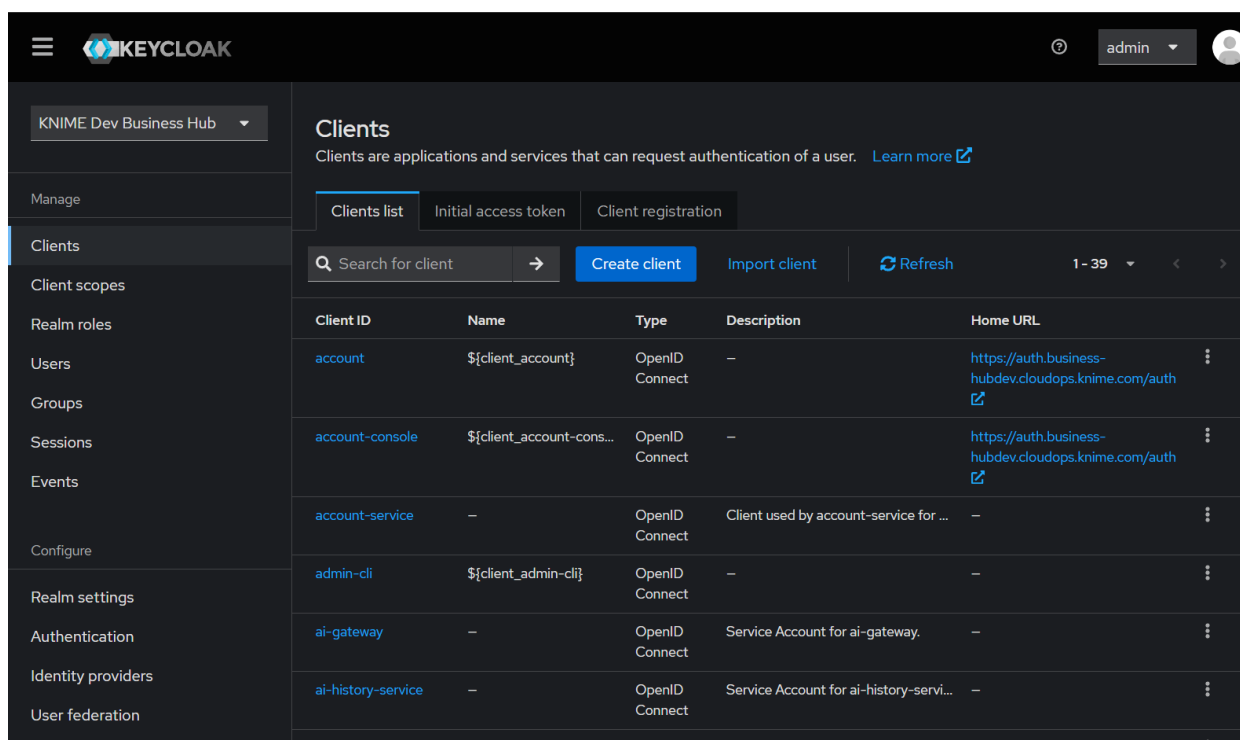 KEYCLOAK
admin
KNIME Dev Business Hub
Manage
Clients
Client scopes
Realm roles
Users
Groups
Sessions
Events
Configure
Realm settings
Authentication
Identity providers
User federation
Clients
Clients are applications and services that can request authentication of a user. Learn more
Clients list Initial access token Client registration
Search for client Create client Import client Refresh 1 - 39
Client ID Name Type Description Home URL
account ${client_account} OpenID – https://auth.business-
Connect hubdev.cloudops.knime.com/auth
account-console ${client_account-cons... OpenID – https://auth.business-
Connect hubdev.cloudops.knime.com/auth
account-service – OpenID Client used by account-service for ... –
Connect
admin-cli ${client_admin-cli} OpenID – –
Connect
ai-gateway – OpenID Service Account for ai-gateway. –
Connect
ai-history-service – OpenID Service Account for ai-history-servi... –
Connect